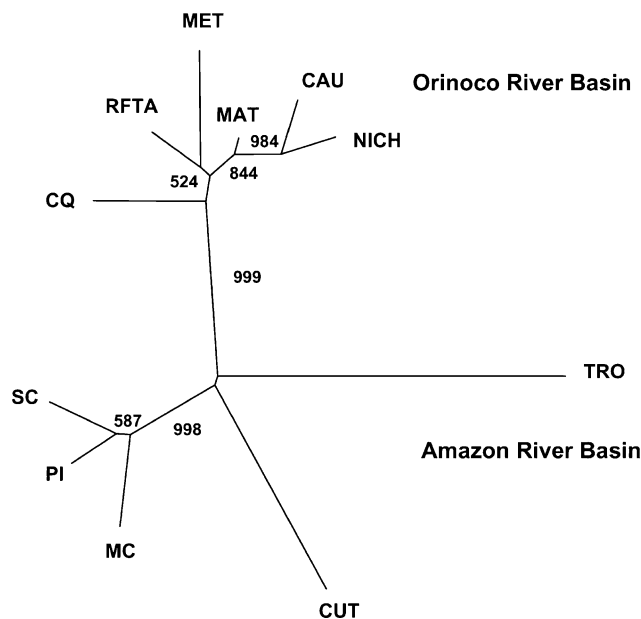 MET
CAU
Orinoco River Basin
RFTA
MAT
984
NICH
844
524
CQ
999
TRO
SC
587
998
Amazon River Basin
PI
MC
CUT